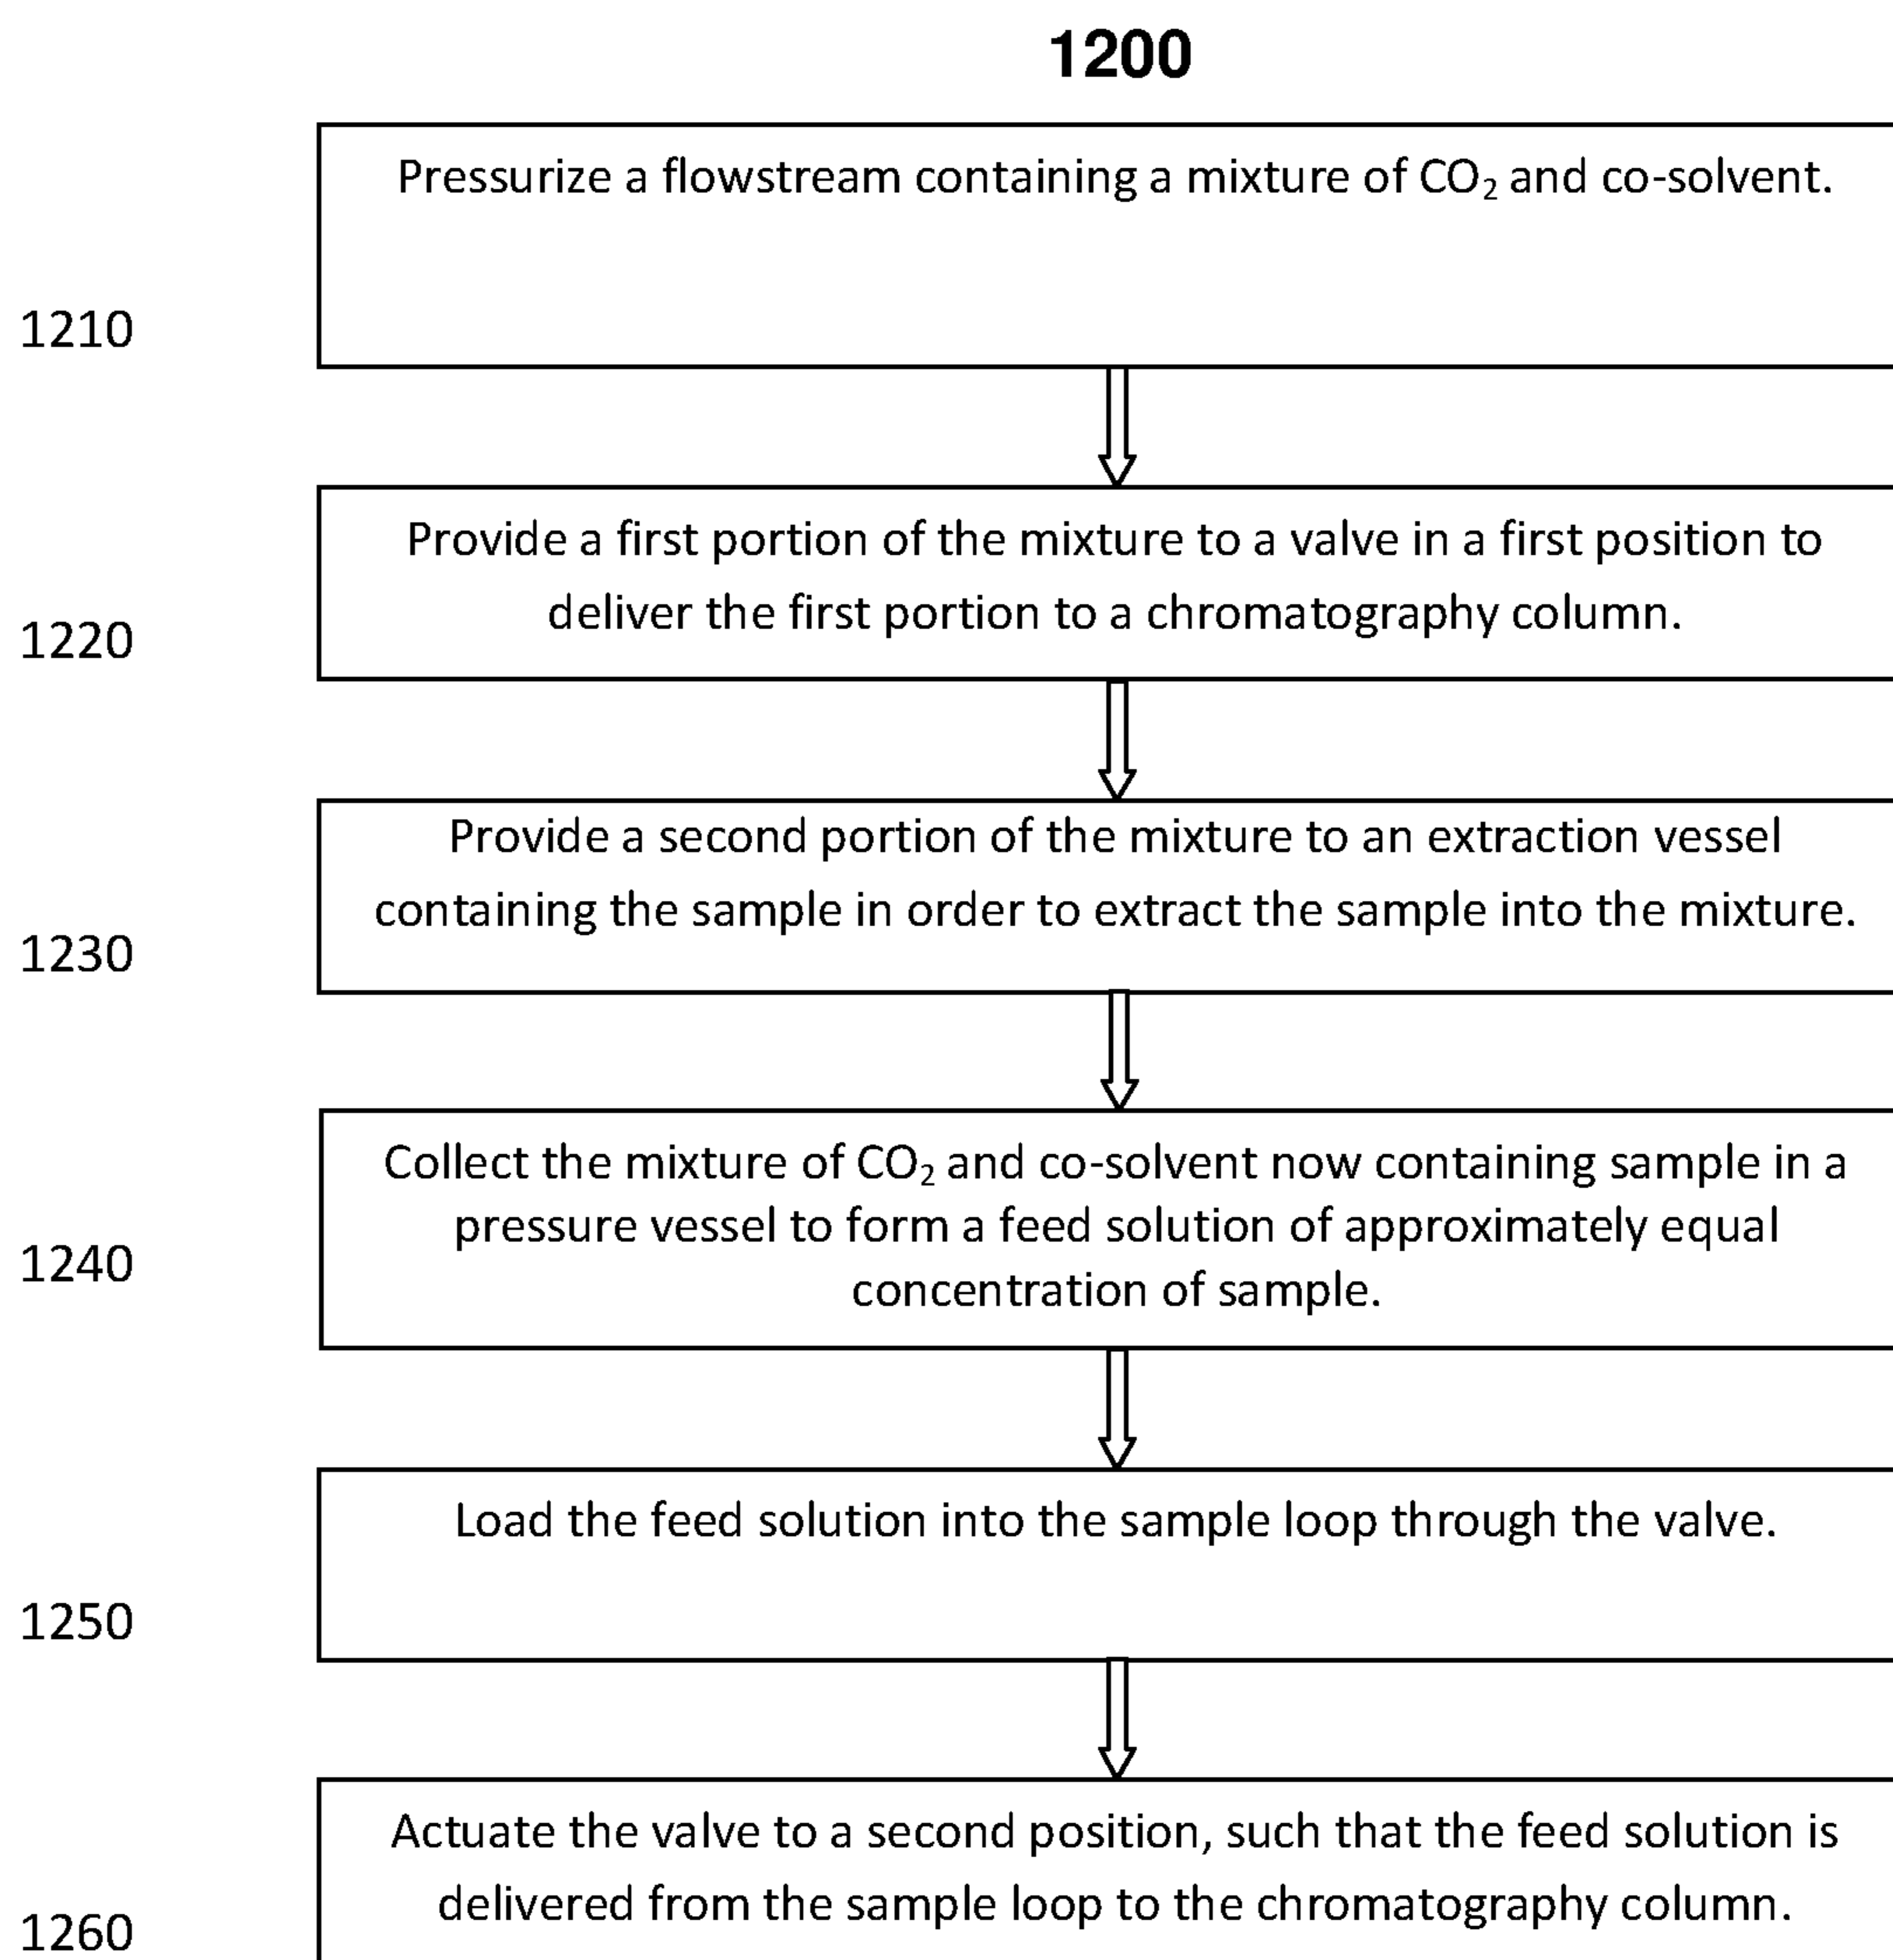 1200
Pressurize a flowstream containing a mixture of CO₂ and co-solvent.
1210
Provide a first portion of the mixture to a valve in a first position to
deliver the first portion to a chromatography column.
1220
Provide a second portion of the mixture to an extraction vessel
containing the sample in order to extract the sample into the mixture.
1230
Collect the mixture of CO₂ and co-solvent now containing sample in a
pressure vessel to form a feed solution of approximately equal
concentration of sample.
1240
Load the feed solution into the sample loop through the valve.
1250
Actuate the valve to a second position, such that the feed solution is
delivered from the sample loop to the chromatography column.
1260